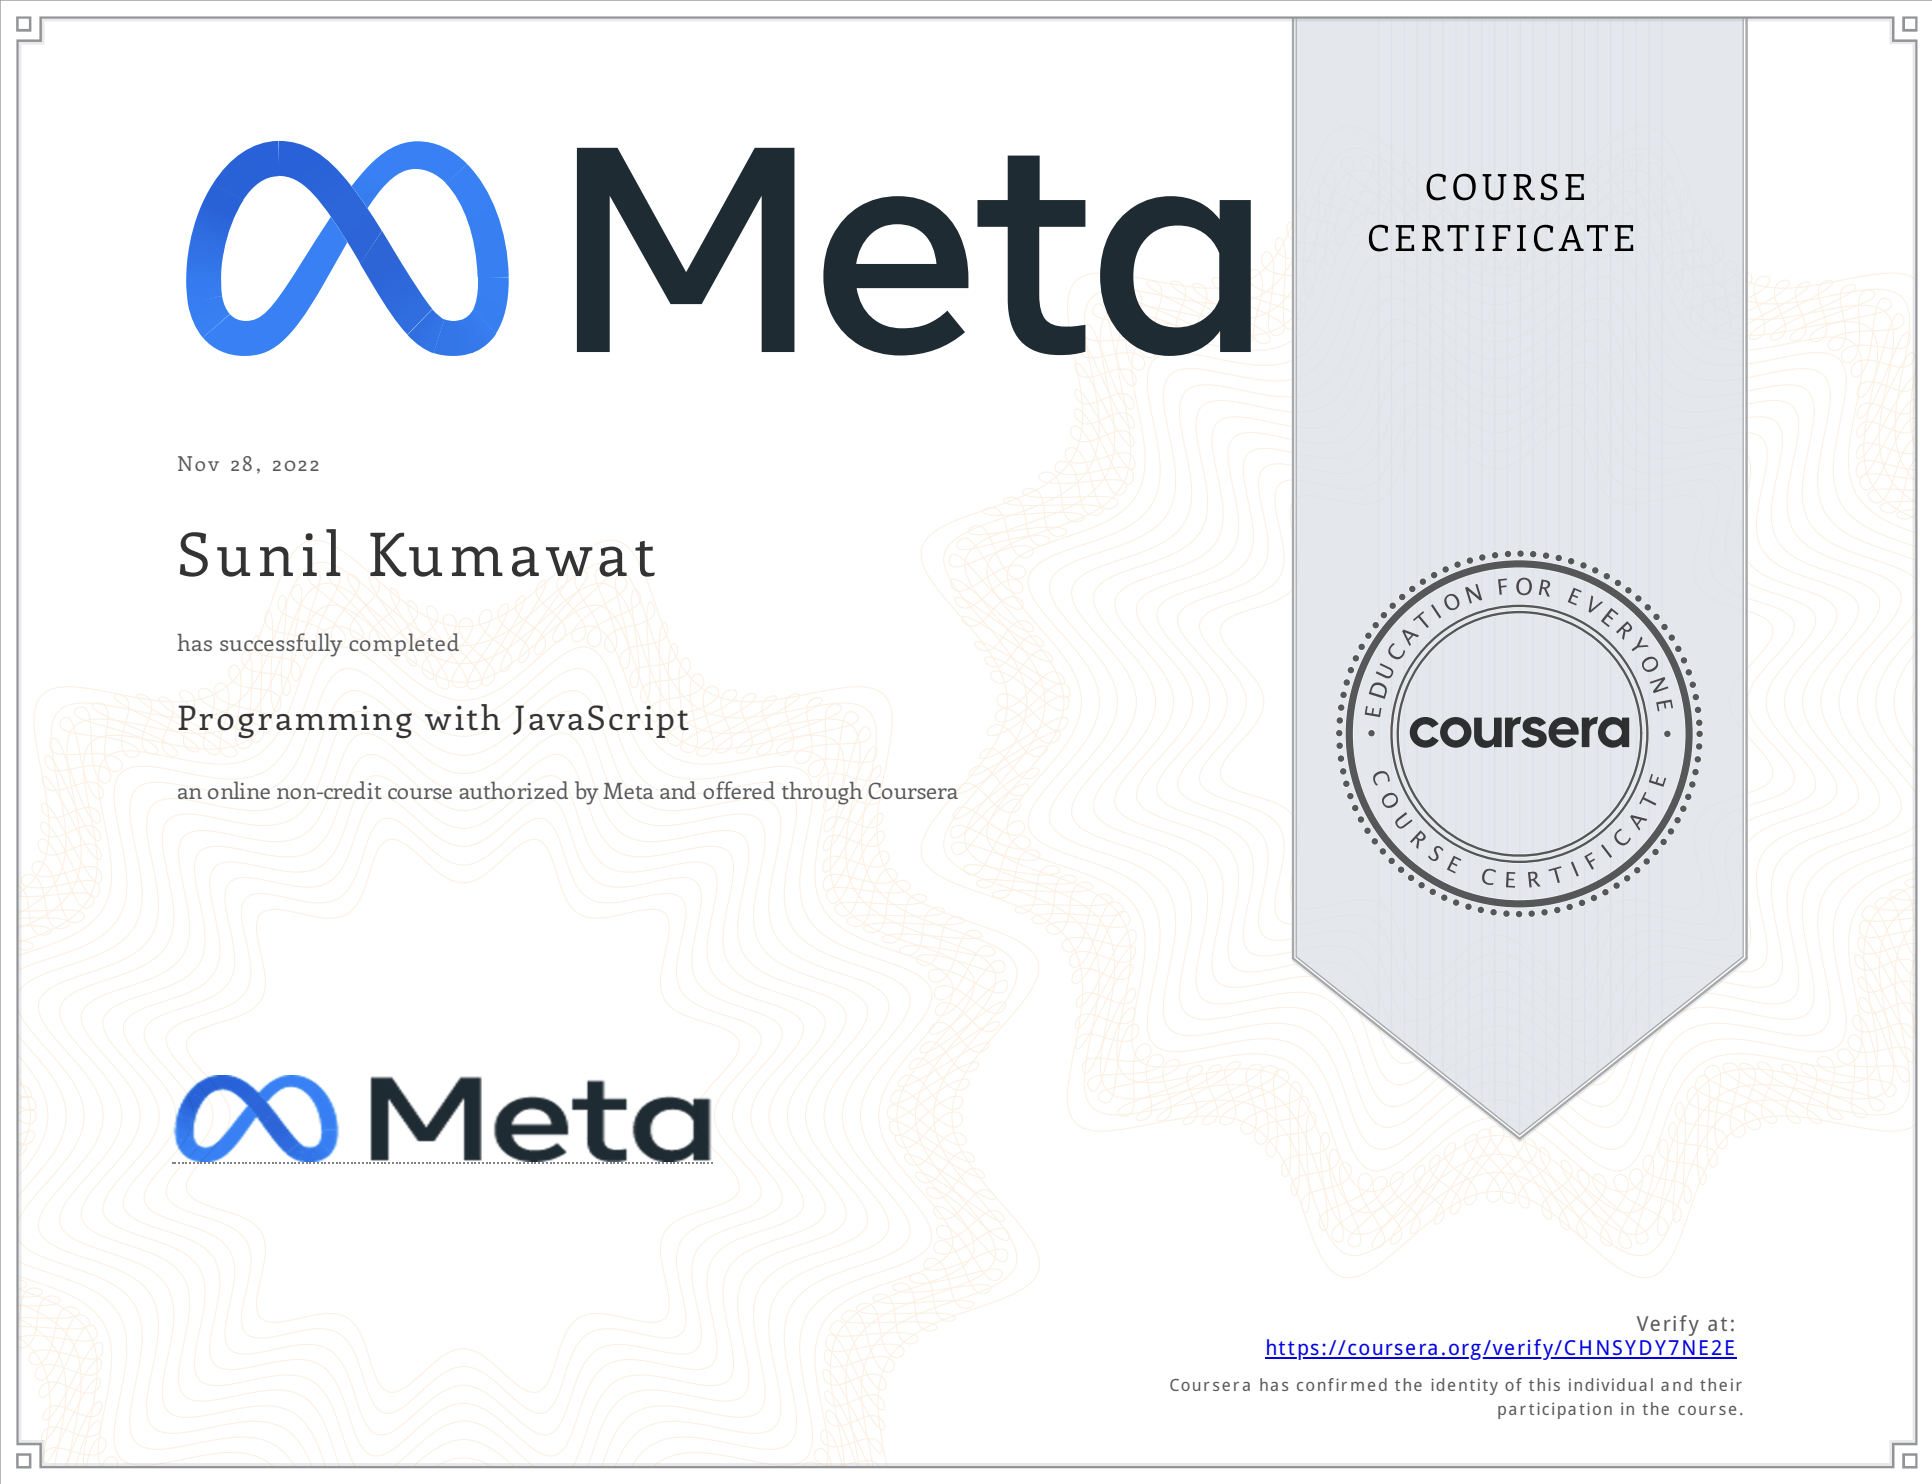 Meta
COURSE
CERTIFICATE
Nov 28, 2022
Sunil Kumawat
has successfully completed
Programming with JavaScript
an online non-credit course authorized by Meta and offered through Coursera
EDUCATION FOR EVERYONE
coursera
COURSE CERTIFICATE
Meta
Verify at:
https://coursera.org/verify/CHNSYDY7NE2E
Coursera has confirmed the identity of this individual and their
participation in the course.